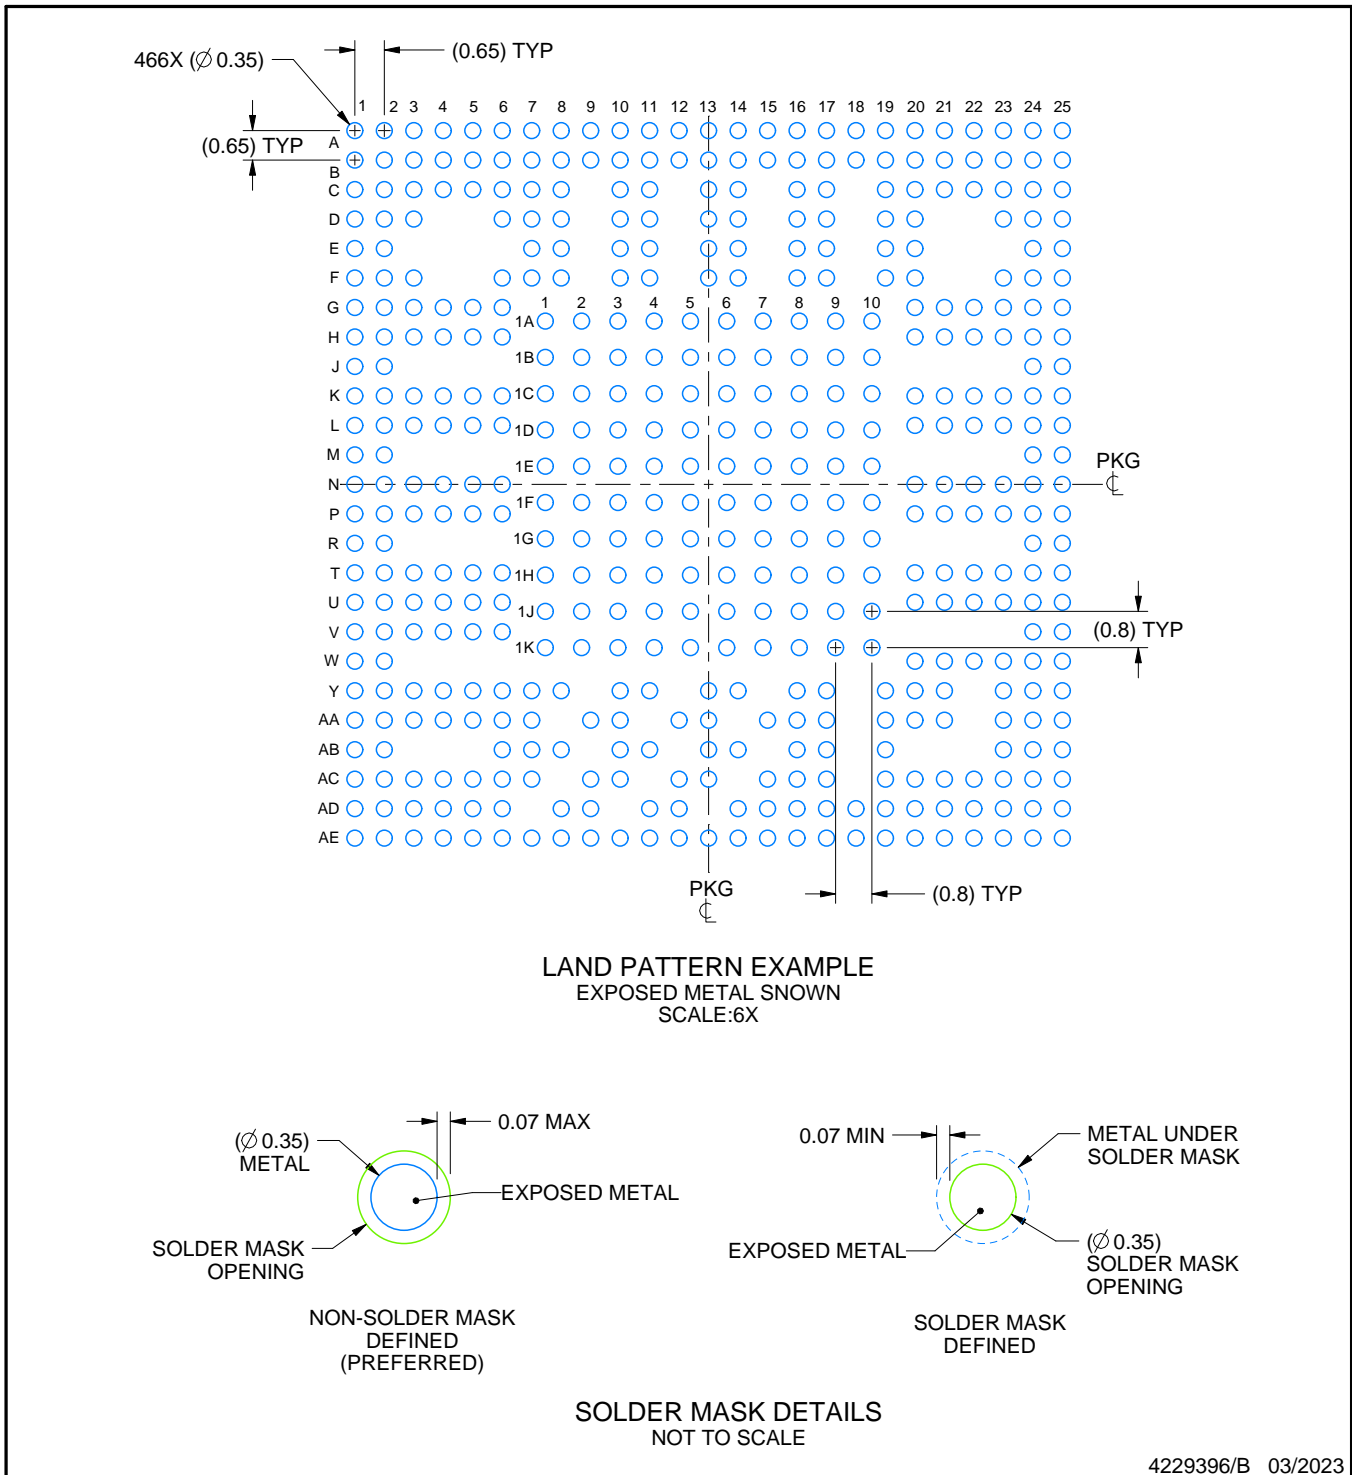 466X (∅ 0.35)
(0.65) TYP
1 2 3 4 5 6 7 8 9 10 11 12 13 14 15 16 17 18 19 20 21 22 23 24 25
(0.65) TYP
A
B
C
D
E
F
G
1 2 3 4 5 6 7 8 9 10
1A
H
1B
J
K
1C
L
1D
M
1E
PKG
N
℄
1F
P
1G
R
T
1H
U
1J
V
(0.8) TYP
1K
W
Y
AA
AB
AC
AD
AE
PKG
℄
(0.8) TYP
LAND PATTERN EXAMPLE
EXPOSED METAL SNOWN
SCALE:6X
0.07 MAX
(∅ 0.35)
METAL
EXPOSED METAL
SOLDER MASK
OPENING
NON-SOLDER MASK
DEFINED
(PREFERRED)
0.07 MIN
METAL UNDER
SOLDER MASK
EXPOSED METAL
(∅ 0.35)
SOLDER MASK
OPENING
SOLDER MASK
DEFINED
SOLDER MASK DETAILS
NOT TO SCALE
4229396/B 03/2023